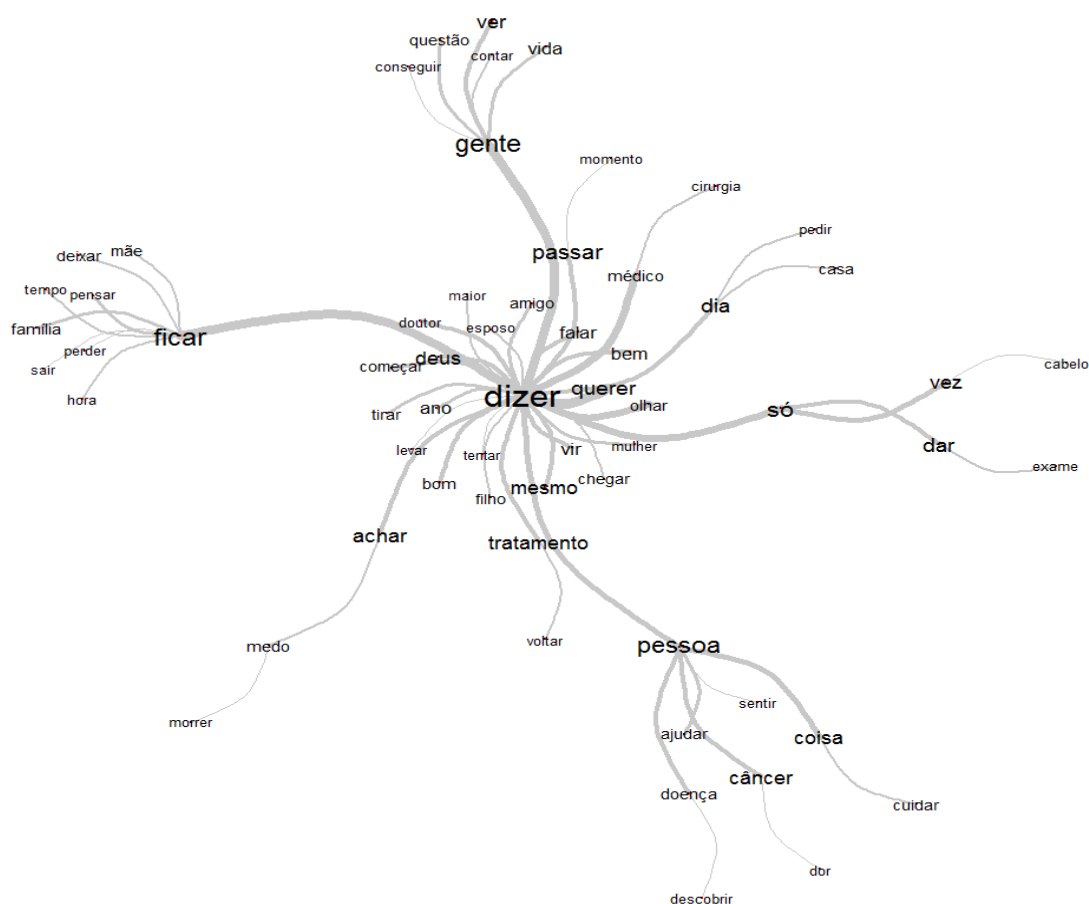 ver
questão
contar
vida
conseguir
gente
momento
cirurgia
pedir
mãe
deixar
passar
casa
médico
tempo
pensar
maior
amigo
dia
família
ficar
doutor
esposo
falar
perder
bem
sair
começar
deus
cabelo
vez
hora
dizer
querer
tirar
ano
olhar
só
levar
tentar
vir
mulher
dar
exame
bom
filho
mesmo
chegar
achar
tratamento
medo
voltar
pessoa
morrer
sentir
ajudar
coisa
câncer
doença
cuidar
dor
descobrir